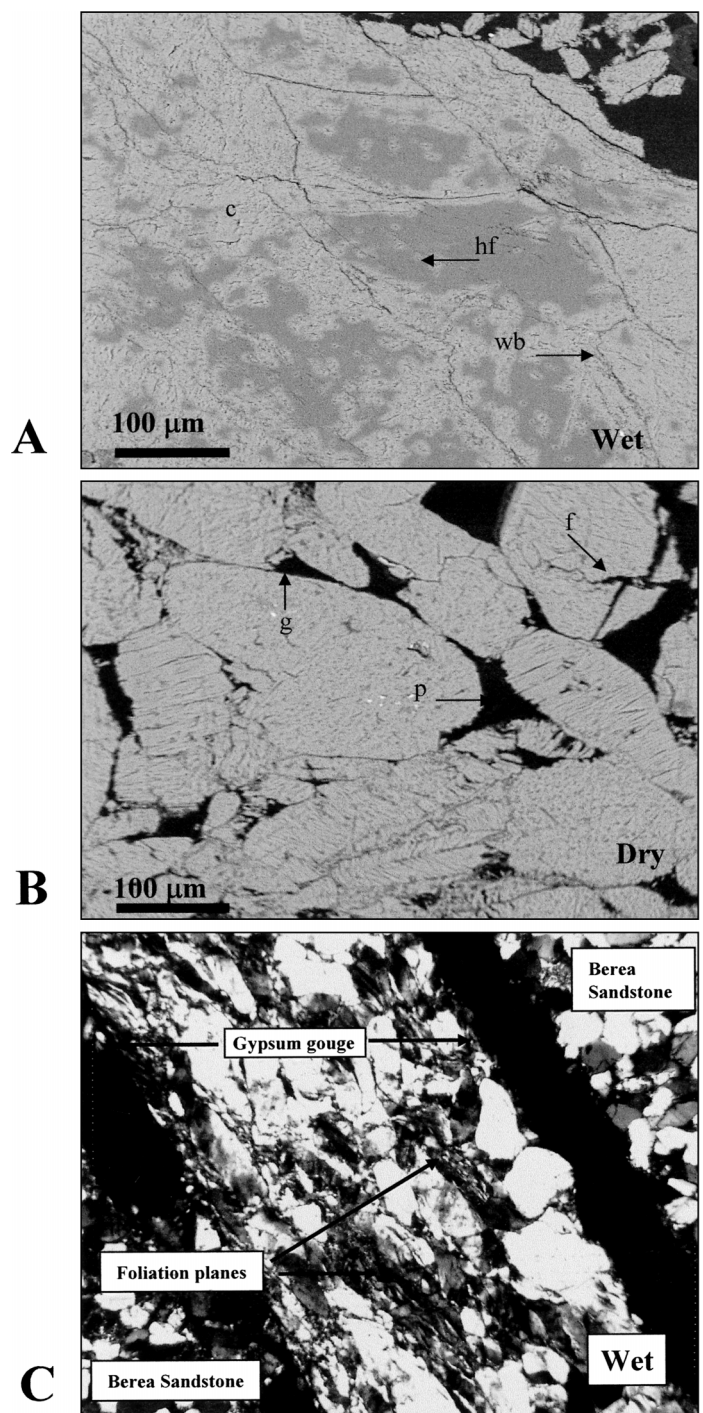 c
hf
wb
100 μm
Wet
A
f
g
p
Dry
100 μm
B
Berea
Sandstone
Gypsum gouge
Foliation planes
Wet
Berea Sandstone
C